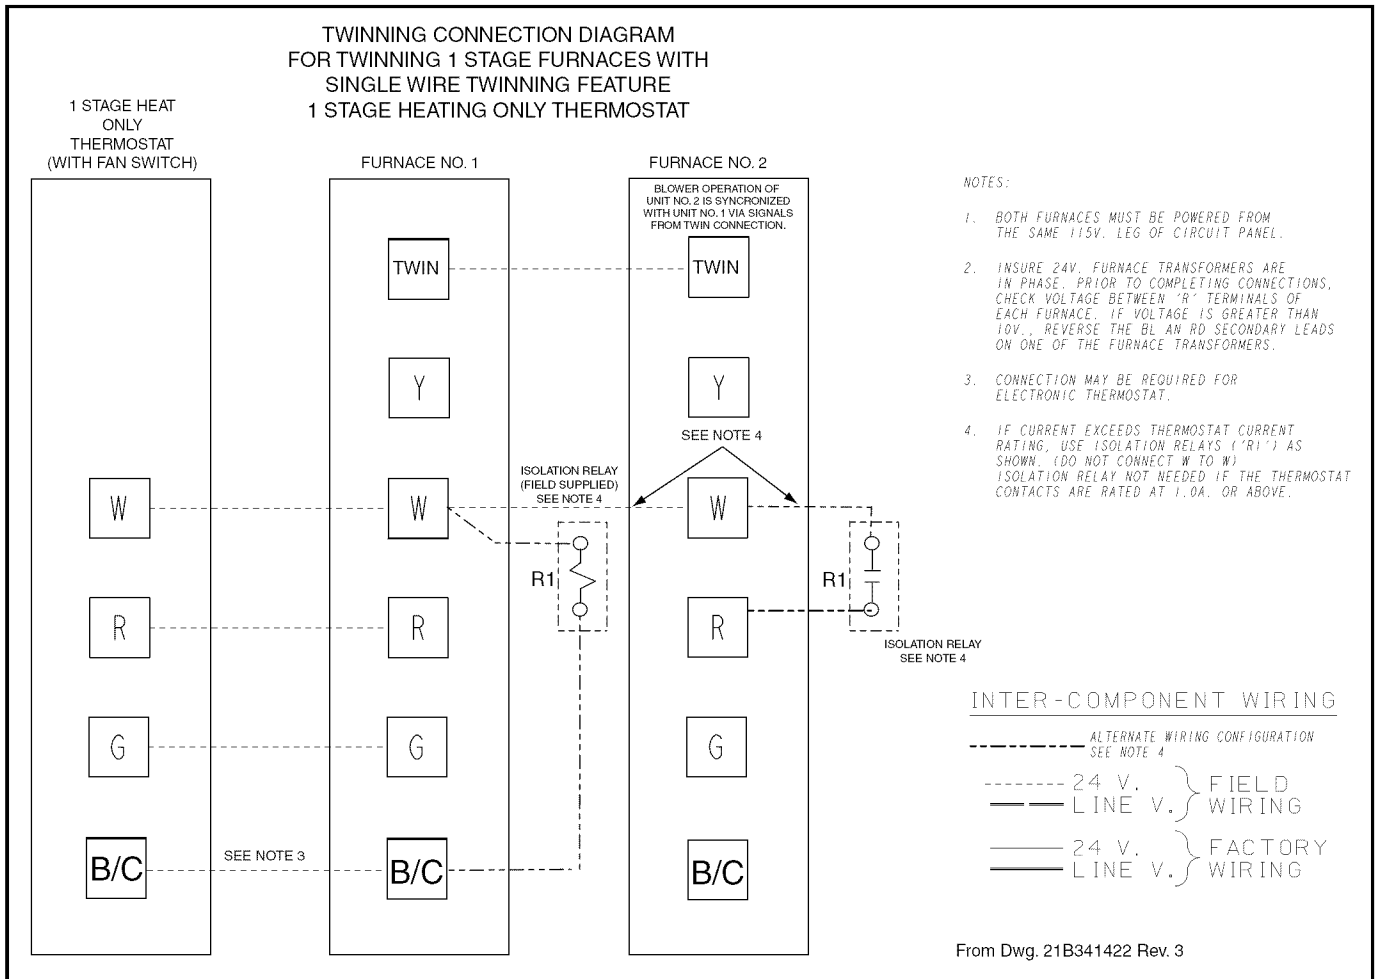 TWINNING CONNECTION DIAGRAM
FOR TWINNING 1 STAGE FURNACES WITH
SINGLE WIRE TWINNING FEATURE
1 STAGE HEATING ONLY THERMOSTAT
1 STAGE HEAT
ONLY
THERMOSTAT
(WITH FAN SWITCH)
FURNACE NO. 1
FURNACE NO. 2
BLOWER OPERATION OF
UNIT NO. 2 IS SYNCRONIZED
WITH UNIT NO. 1 VIA SIGNALS
FROM TWIN CONNECTION.
TWIN
TWIN
Y
Y
SEE NOTE 4
ISOLATION RELAY
(FIELD SUPPLIED)
SEE NOTE 4
W
W
W
R1
R1
R
R
R
ISOLATION RELAY
SEE NOTE 4
G
G
G
B/C
SEE NOTE 3
B/C
B/C
NOTES:
1. BOTH FURNACES MUST BE POWERED FROM
THE SAME 115V. LEG OF CIRCUIT PANEL.
2. INSURE 24V. FURNACE TRANSFORMERS ARE
IN PHASE. PRIOR TO COMPLETING CONNECTIONS,
CHECK VOLTAGE BETWEEN 'R' TERMINALS OF
EACH FURNACE. IF VOLTAGE IS GREATER THAN
10V., REVERSE THE BL AN RD SECONDARY LEADS
ON ONE OF THE FURNACE TRANSFORMERS.
3. CONNECTION MAY BE REQUIRED FOR
ELECTRONIC THERMOSTAT.
4. IF CURRENT EXCEEDS THERMOSTAT CURRENT
RATING, USE ISOLATION RELAYS ('R1') AS
SHOWN. (DO NOT CONNECT W TO W)
ISOLATION RELAY NOT NEEDED IF THE THERMOSTAT
CONTACTS ARE RATED AT 1.0A. OR ABOVE.
INTER-COMPONENT WIRING
ALTERNATE WIRING CONFIGURATION
SEE NOTE 4
24 V.
LINE V.
FIELD
WIRING
24 V.
LINE V.
FACTORY
WIRING
From Dwg. 21B341422 Rev. 3